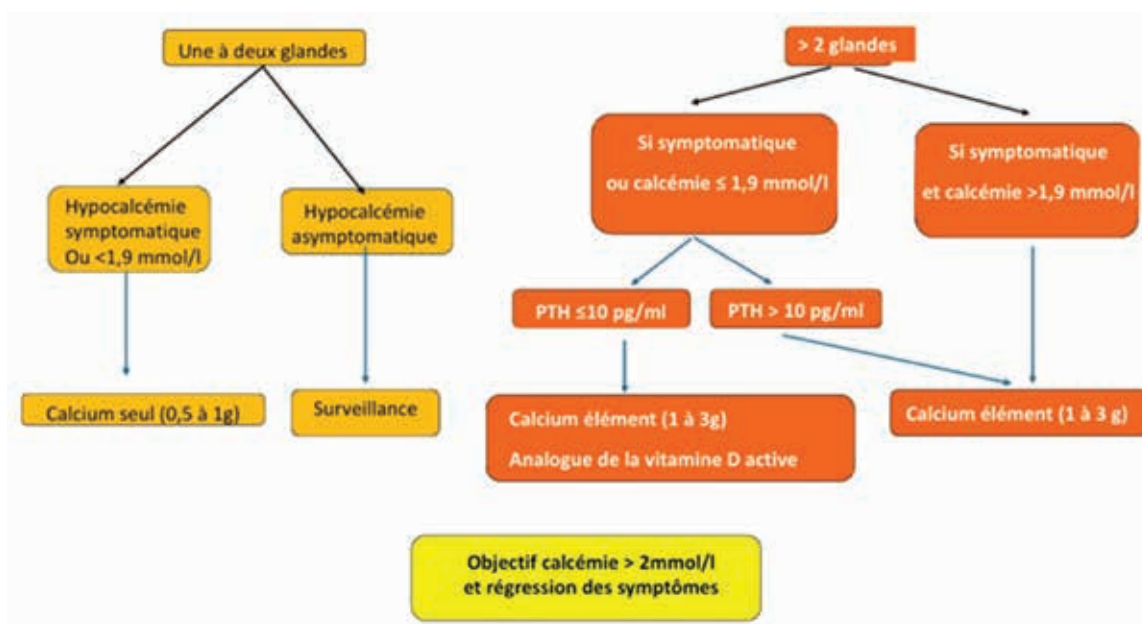 Une à deux glandes
Hypocalcémie
symptomatique
Ou <1,9 mmol/l
Hypocalcémie
asymptomatique
Calcium seul (0,5 à 1g)
Surveillance
> 2 glandes
Si symptomatique
ou calcémie ≤ 1,9 mmol/l
Si symptomatique
et calcémie >1,9 mmol/l
PTH ≤10 pg/ml
PTH > 10 pg/ml
Calcium élément (1 à 3g)
Analogue de la vitamine D active
Calcium élément (1 à 3 g)
Objectif calcémie > 2mmol/l
et régression des symptômes